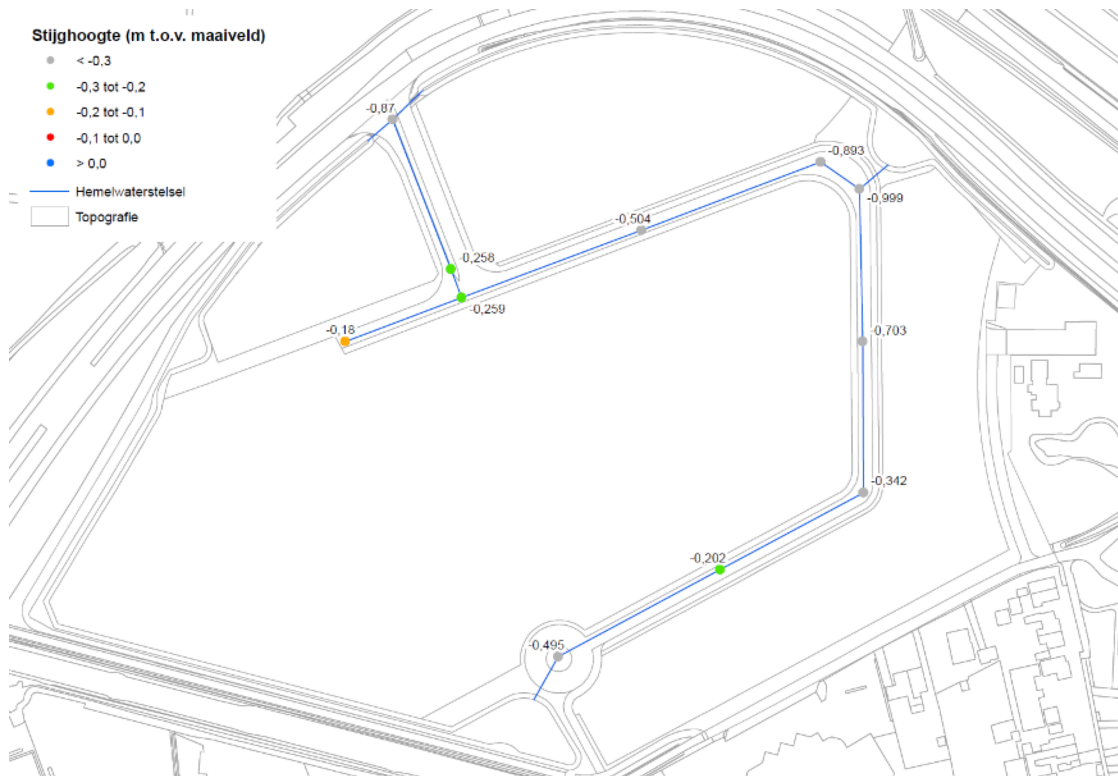 Stijghoogte (m t.o.v. maaiveld)
< -0,3
-0,3 tot -0,2
-0,2 tot -0,1
-0,1 tot 0,0
> 0,0
Hemelwaterstelsel
Topografie
-0,87
-0,893
-0,999
-0,504
0,258
-0,259
-0,18
-0,703
-0,342
-0,202
-0,495